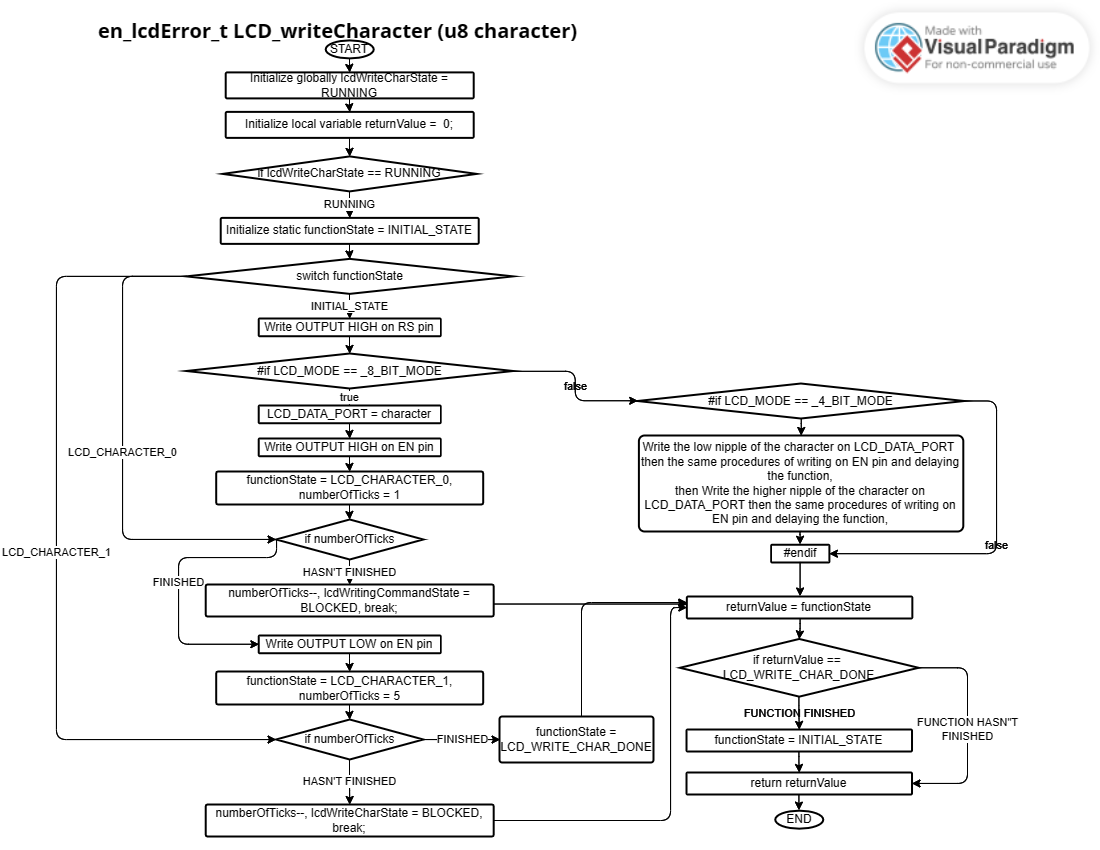 en_lcdError_t LCD_writeCharacter (u8 character)
Made with
Visual Paradigm
For non-commercial use
START
Initialize globally lcdWriteCharState =
RUNNING
Initialize local variable returnValue = 0;
if lcdWriteCharState == RUNNING
RUNNING
Initialize static functionState = INITIAL_STATE
switch functionState
INITIAL_STATE
Write OUTPUT HIGH on RS pin
#if LCD_MODE == _8_BIT_MODE
false
true
#if LCD_MODE == _4_BIT_MODE
LCD_DATA_PORT = character
Write OUTPUT HIGH on EN pin
Write the low nipple of the character on LCD_DATA_PORT
then the same procedures of writing on EN pin and delaying
the function,
then Write the higher nipple of the character on
LCD_DATA_PORT then the same procedures of writing on
EN pin and delaying the function,
LCD_CHARACTER_0
functionState = LCD_CHARACTER_0,
numberOfTicks = 1
if numberOfTicks
false
#endif
LCD_CHARACTER_1
HASN'T FINISHED
FINISHED
numberOfTicks--, lcdWritingCommandState =
BLOCKED, break;
returnValue = functionState
Write OUTPUT LOW on EN pin
if returnValue ==
LCD_WRITE_CHAR_DONE
functionState = LCD_CHARACTER_1,
numberOfTicks = 5
FUNCTION FINISHED
FUNCTION HASN"T
FINISHED
if numberOfTicks
FINISHED
functionState =
LCD_WRITE_CHAR_DONE
functionState = INITIAL_STATE
HASN'T FINISHED
return returnValue
numberOfTicks--, lcdWriteCharState = BLOCKED,
break;
END